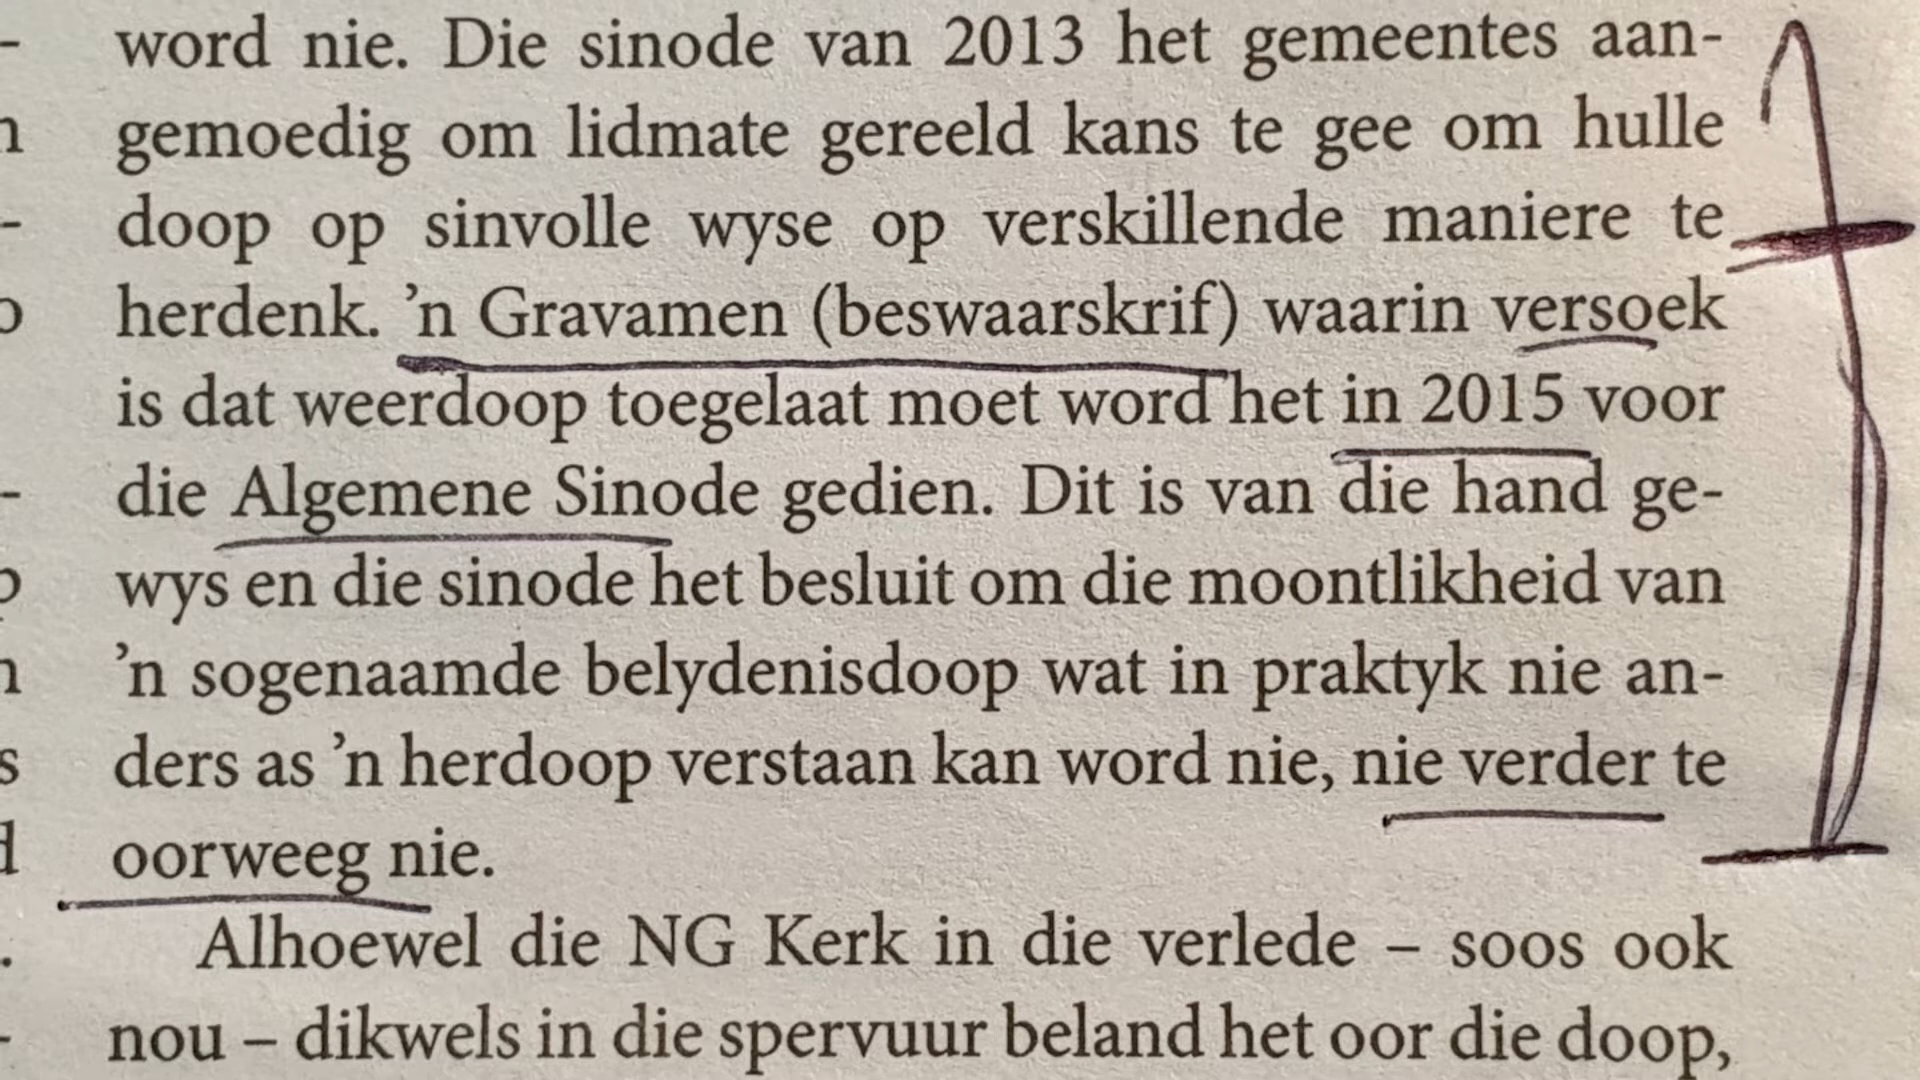 word nie. Die sinode van 2013 het gemeentes aan-
gemoedig om lidmate gereeld kans te gee om hulle
doop op sinvolle wyse op verskillende maniere te
herdenk. ’n Gravamen (beswaarskrif) waarin versoek
is dat weerdoop toegelaat moet word het in 2015 voor
die Algemene Sinode gedien. Dit is van die hand ge-
wys en die sinode het besluit om die moontlikheid van
’n sogenaamde belydenisdoop wat in praktyk nie an-
ders as ’n herdoop verstaan kan word nie, nie verder te
oorweeg nie.
Alhoewel die NG Kerk in die verlede – soos ook
nou – dikwels in die spervuur beland het oor die doop,